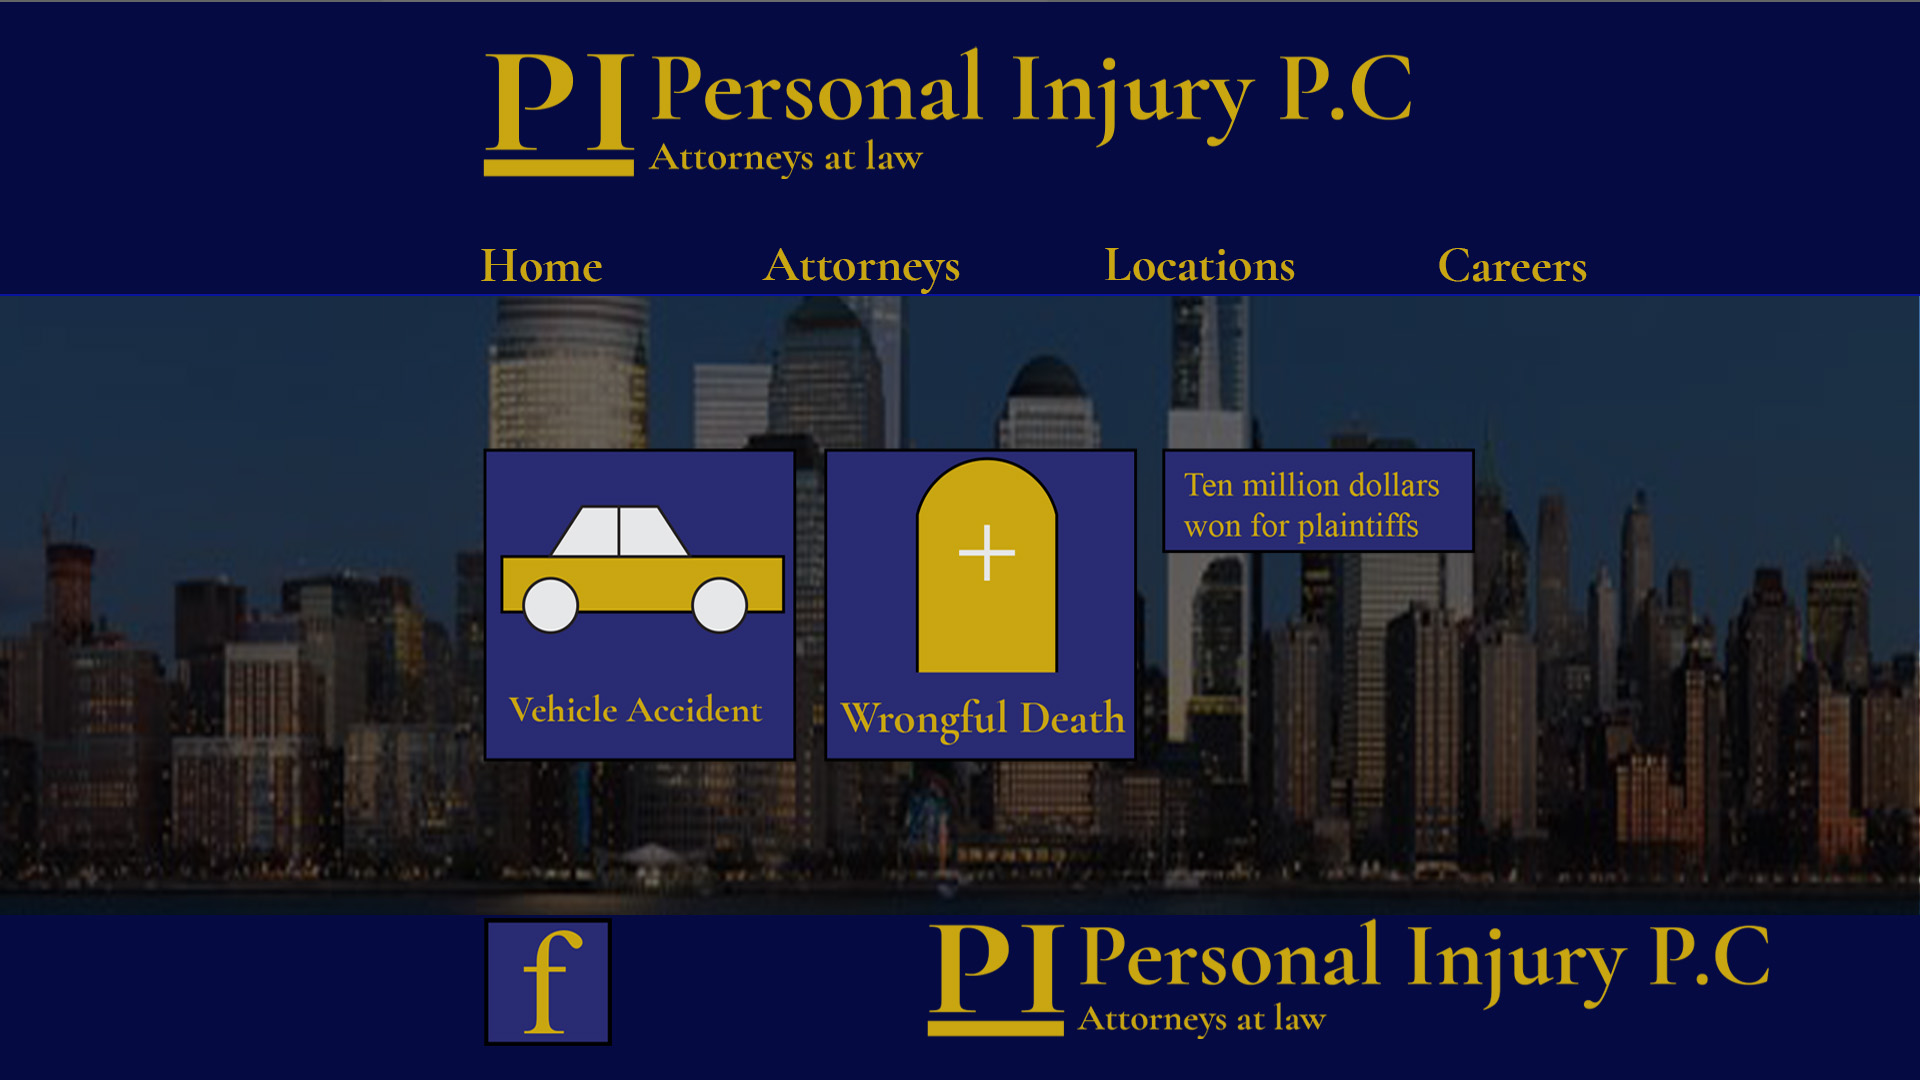 PI Personal Injury P.C
Attorneys at law
Home Attorneys Locations Careers
Ten million dollars
won for plaintiffs
Vehicle Accident
Wrongful Death
f
PI Personal Injury P.C
Attorneys at law